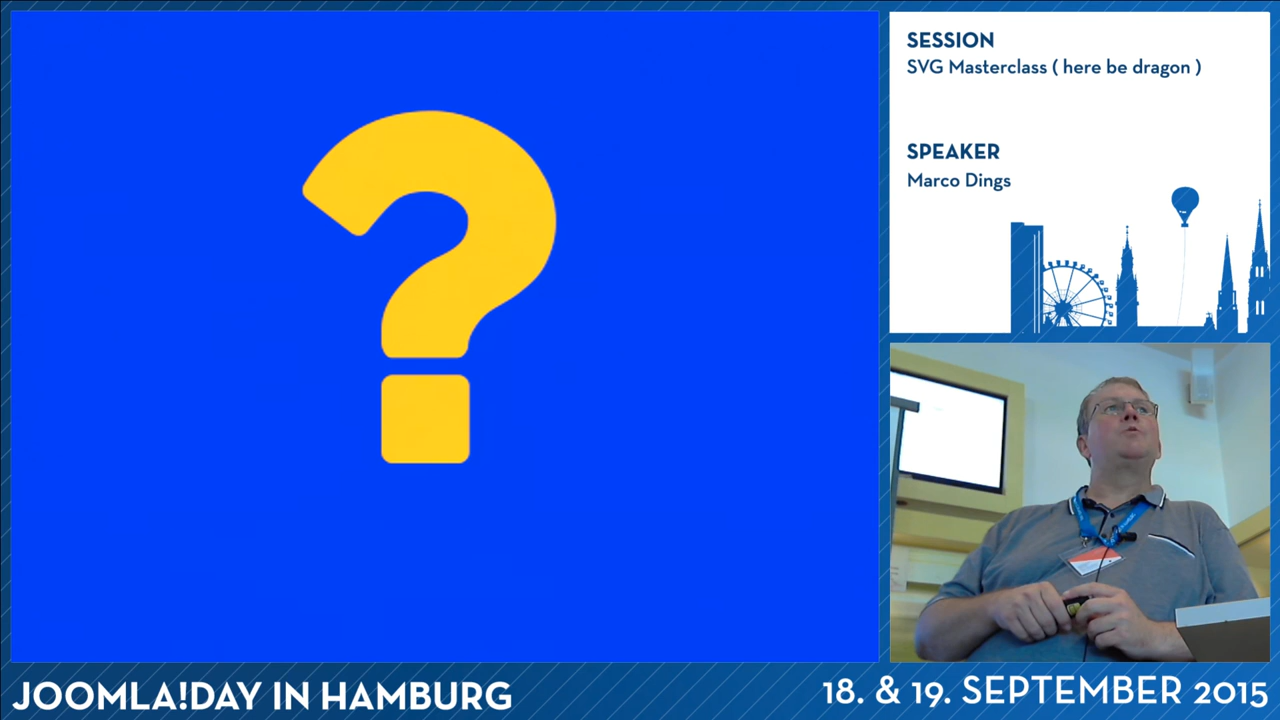 ?
SESSION
SVG Masterclass ( here be dragon )
SPEAKER
Marco Dings
JOOMLA!DAY IN HAMBURG
18. & 19. SEPTEMBER 2015